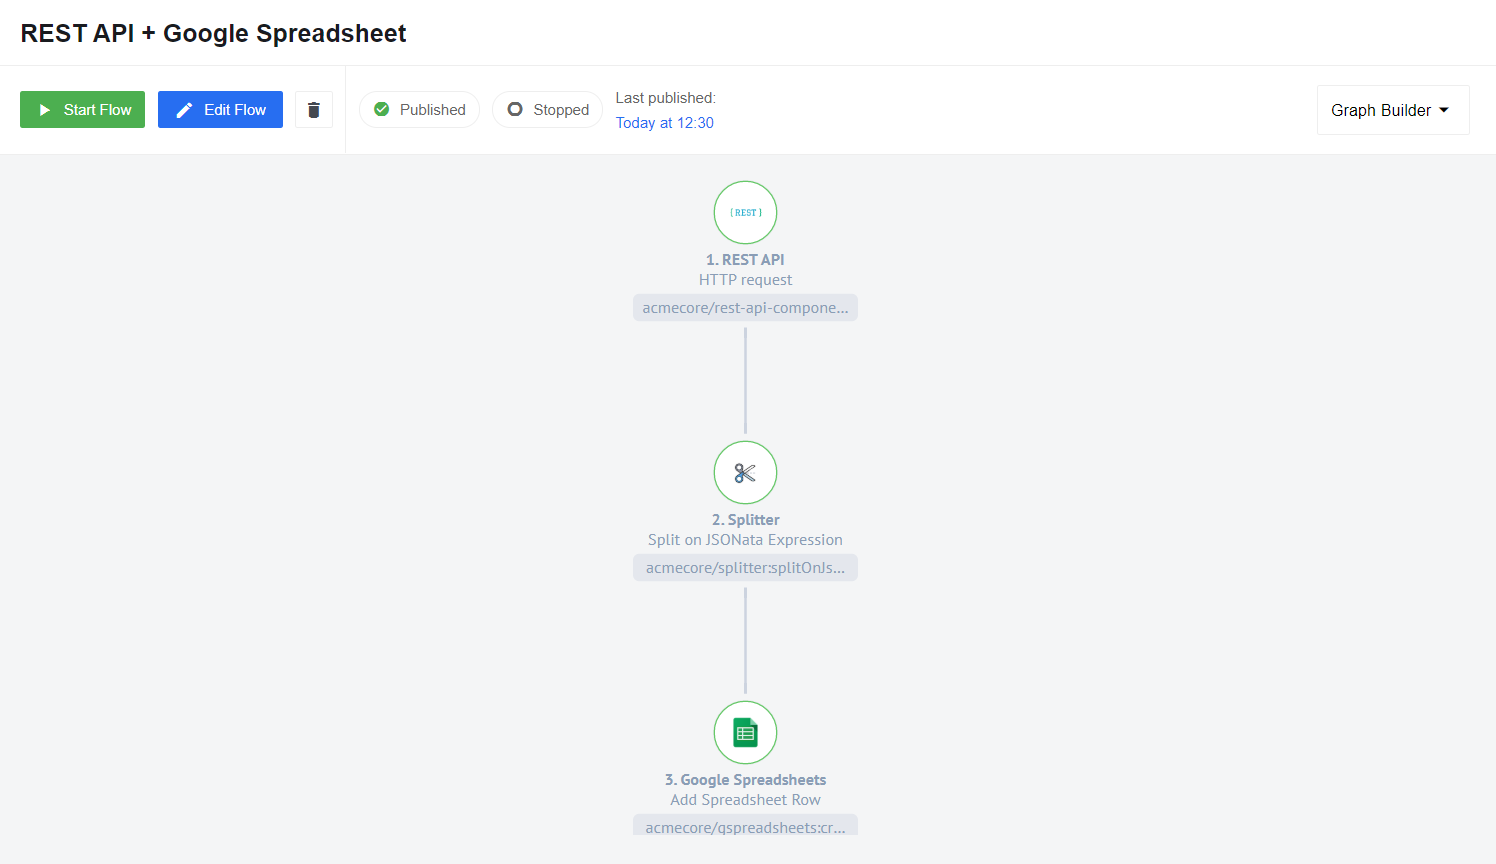 REST API + Google Spreadsheet
Start Flow
Edit Flow
Published
Stopped
Last published:
Today at 12:30
Graph Builder
{REST}
1. REST API
HTTP request
acmecore/rest-api-compone...
2. Splitter
Split on JSONata Expression
acmecore/splitter:splitOnJs...
3. Google Spreadsheets
Add Spreadsheet Row
acmecore/gspreadsheets:cr...